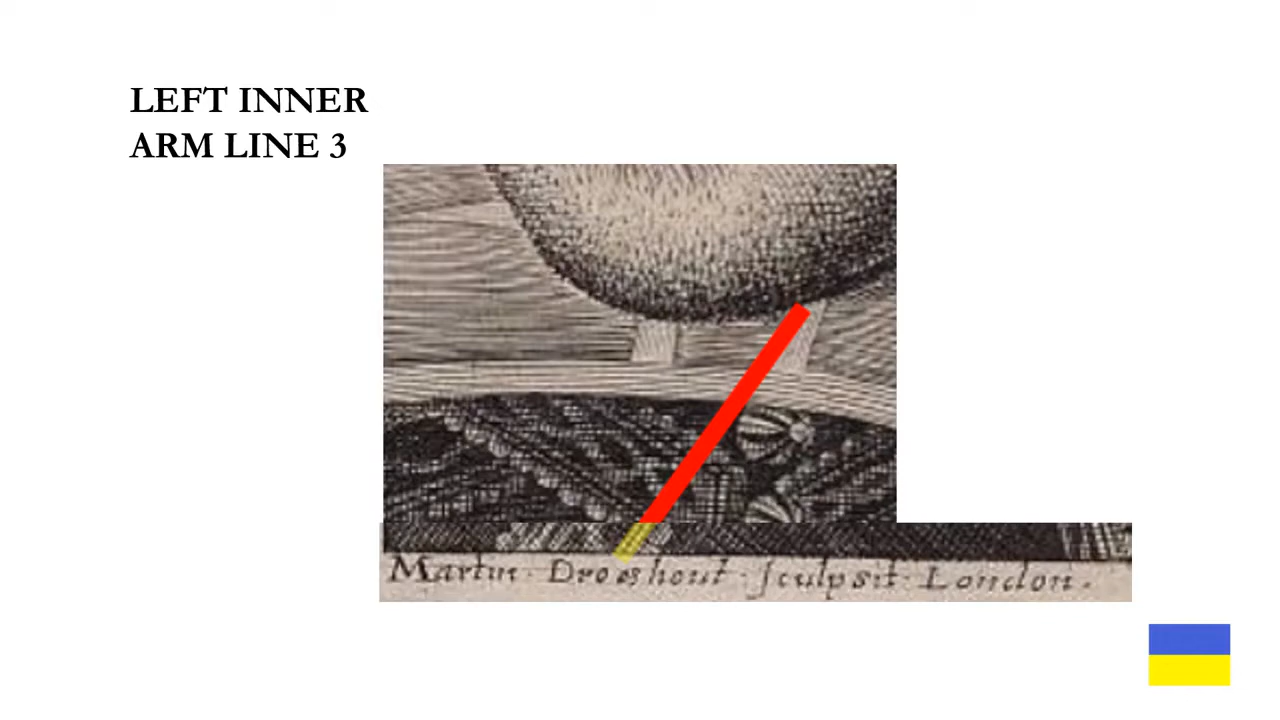 LEFT INNER
ARM LINE 3
Martin · Droeshout · sculpsit · London .